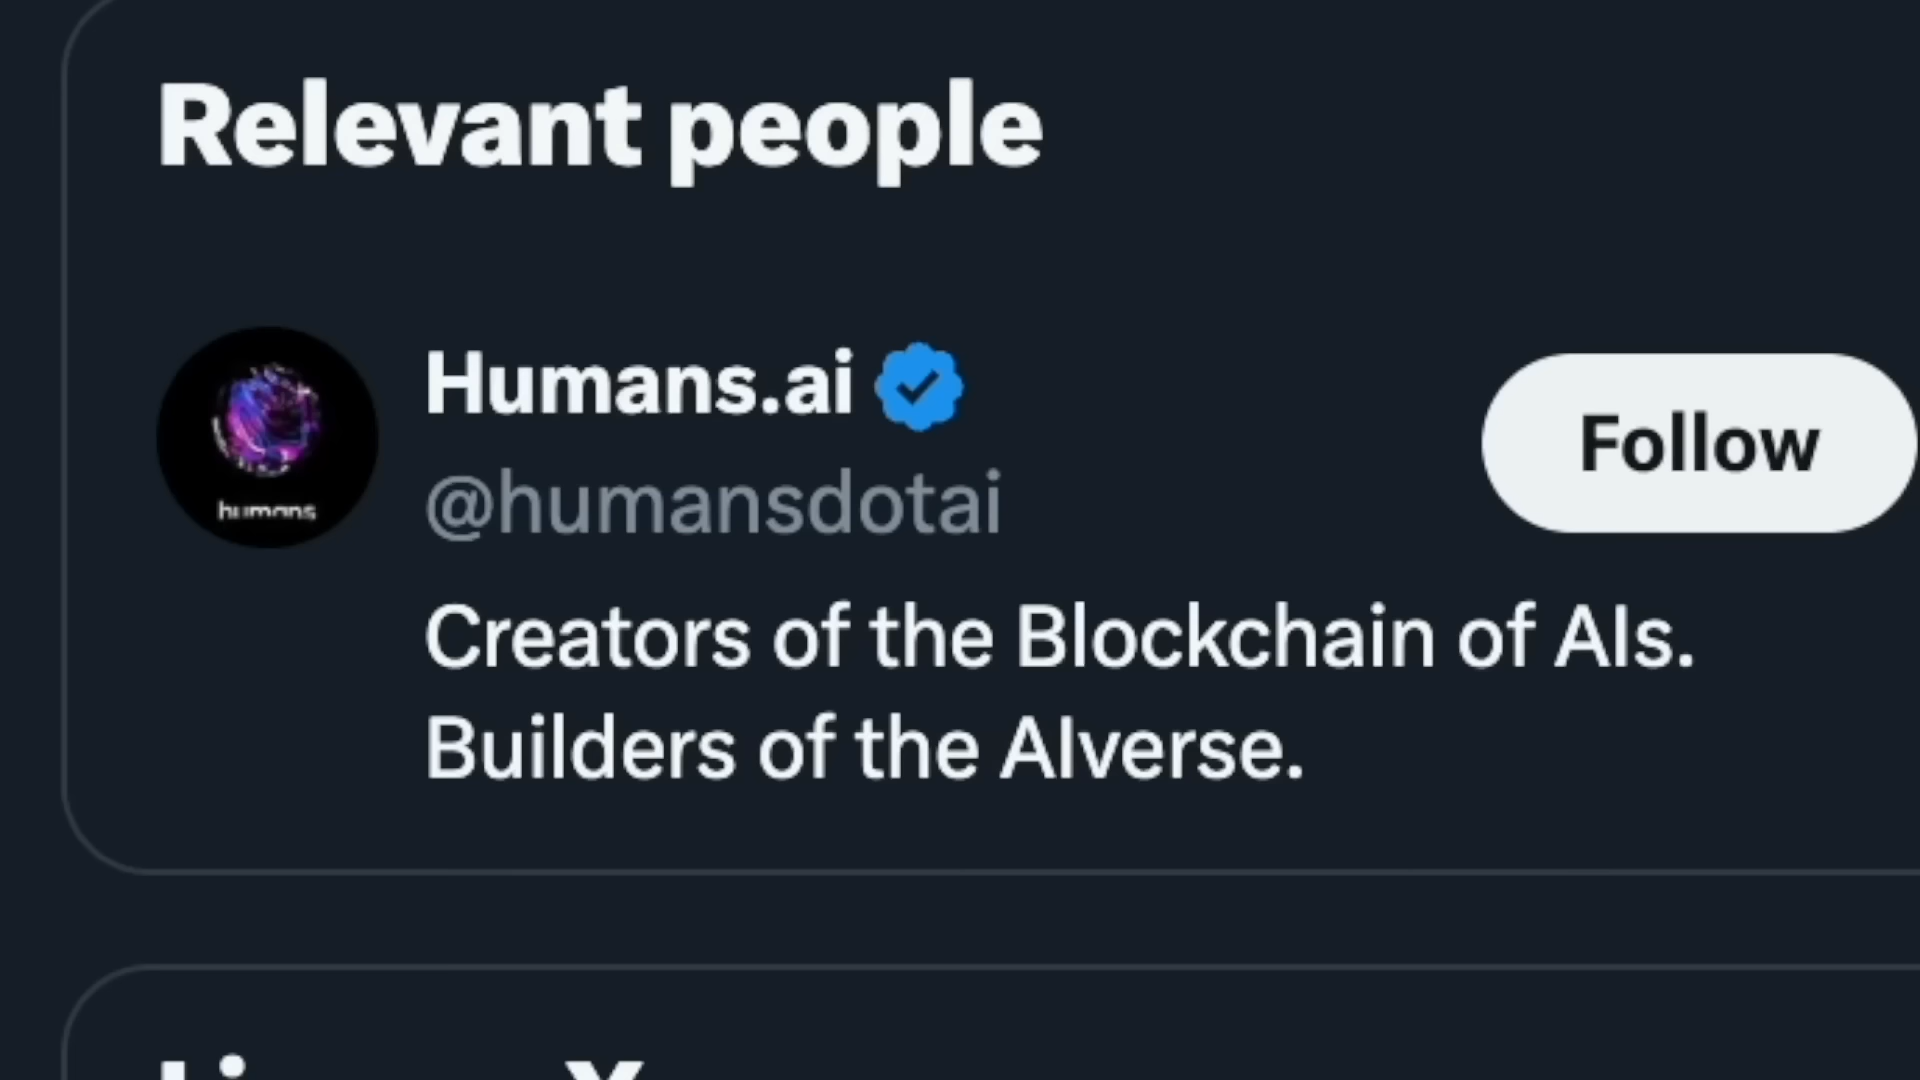 Relevant people
humans
Humans.ai
@humansdotai
Follow
Creators of the Blockchain of AIs.
Builders of the AIverse.